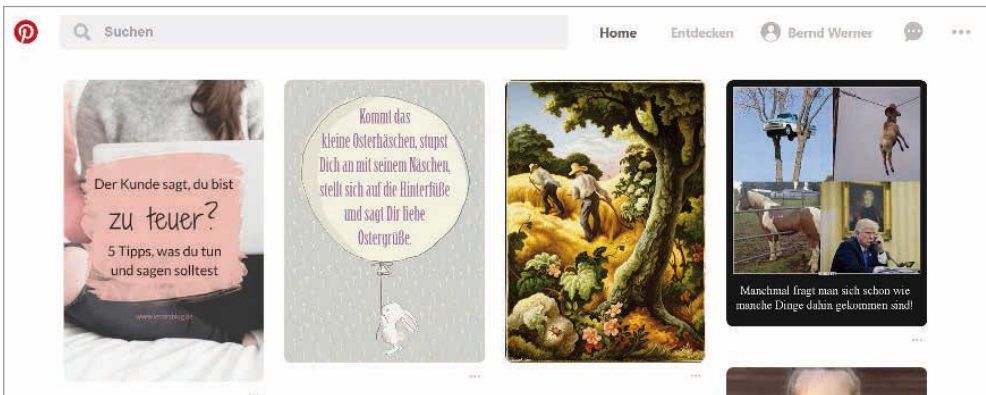 Suchen
Home
Entdecken
Bernd Werner
Der Kunde sagt, du bist
zu teuer?
5 Tipps, was du tun
und sagen solltest
Kommt das
kleine Osterhäschen, stupst
Dich an mit seinem Näschen,
stellt sich auf die Hinterfüße
und sagt Dir liebe
Ostergrüße.
Manchmal fragt man sich schon wie
manche Dinge dahin gekommen sind!